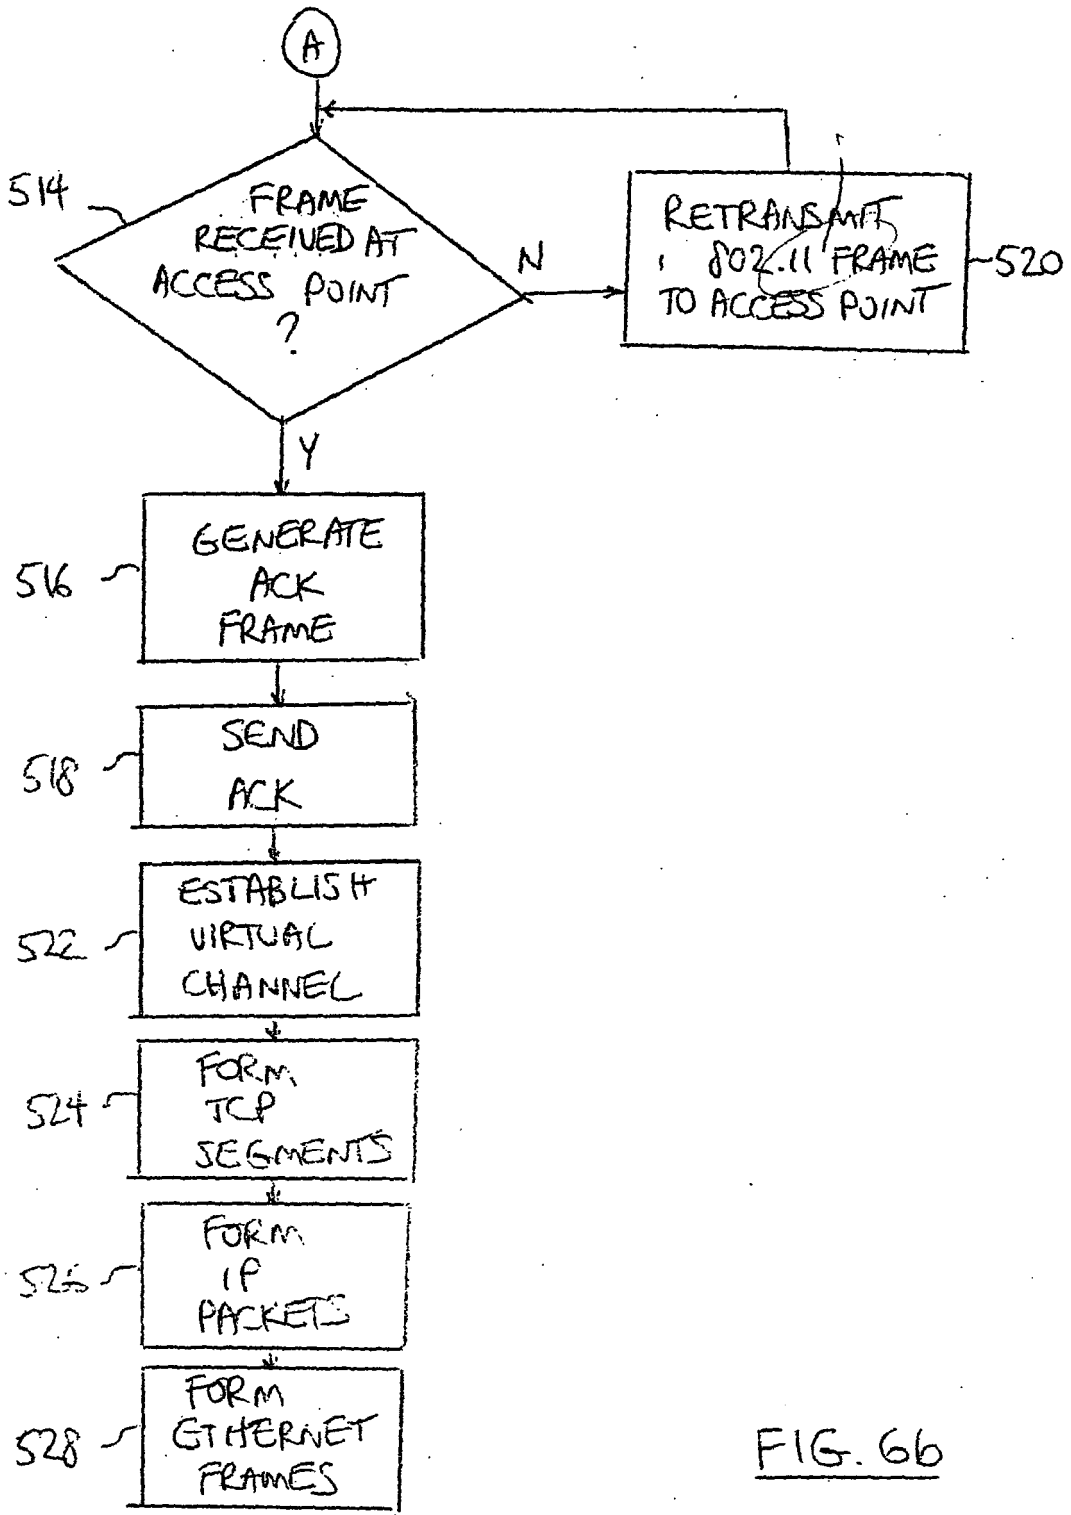 A
514
FRAME
RECEIVED AT
ACCESS POINT
?
N
RETRANSMIT
802.11 FRAME
TO ACCESS POINT
520
Y
GENERATE
ACK
FRAME
516
SEND
ACK
518
ESTABLISH
VIRTUAL
CHANNEL
522
FORM
TCP
SEGMENTS
524
FORM
IP
PACKETS
526
FORM
ETHERNET
FRAMES
528
FIG. 6b